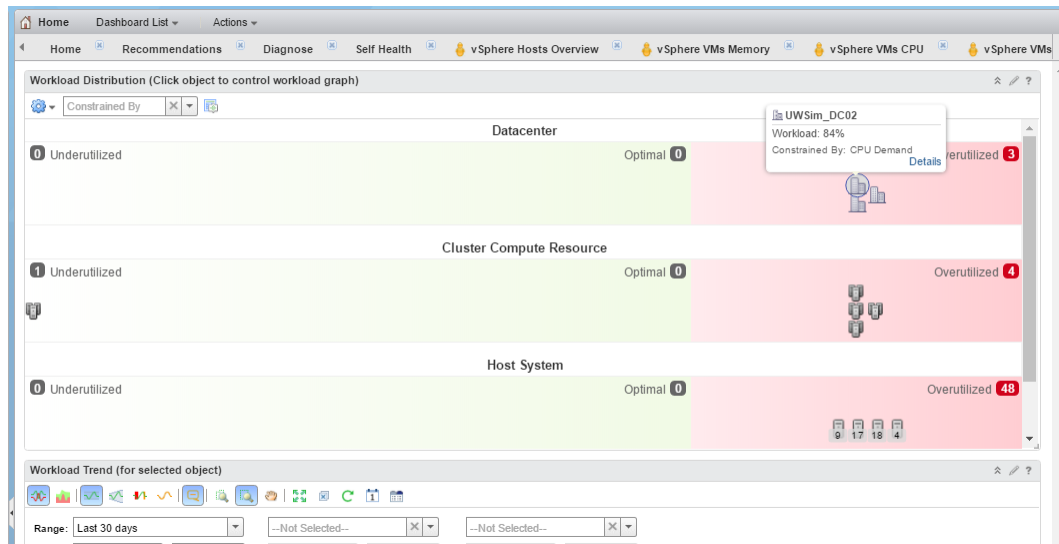 Home Dashboard List Actions
Home Recommendations Diagnose Self Health vSphere Hosts Overview vSphere VMs Memory vSphere VMs CPU vSphere VMs
Workload Distribution (Click object to control workload graph)
Constrained By
UWSim_DC02
Workload: 84%
Constrained By: CPU Demand
Details
Datacenter
0 Underutilized Optimal 0 erutilized 3
Cluster Compute Resource
1 Underutilized Optimal 0 Overutilized 4
Host System
0 Underutilized Optimal 0 Overutilized 48
9 17 18 4
Workload Trend (for selected object)
Range: Last 30 days --Not Selected-- --Not Selected--